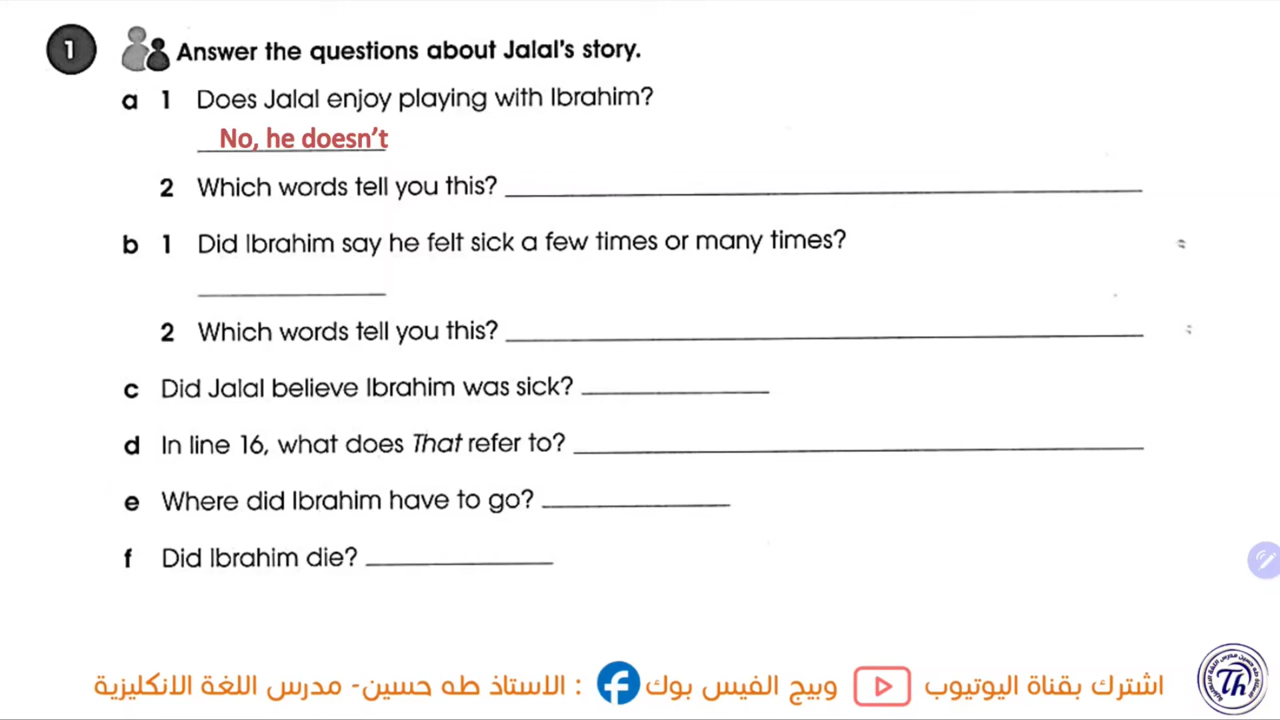 1 Answer the questions about Jalal's story.
a 1 Does Jalal enjoy playing with Ibrahim?
No, he doesn't
2 Which words tell you this?
b 1 Did Ibrahim say he felt sick a few times or many times?
2 Which words tell you this?
c Did Jalal believe Ibrahim was sick?
d In line 16, what does That refer to?
e Where did Ibrahim have to go?
f Did Ibrahim die?
اشترك بقناة اليوتيوب وبيج الفيس بوك : الاستاذ طه حسين- مدرس اللغة الانكليزية
Th